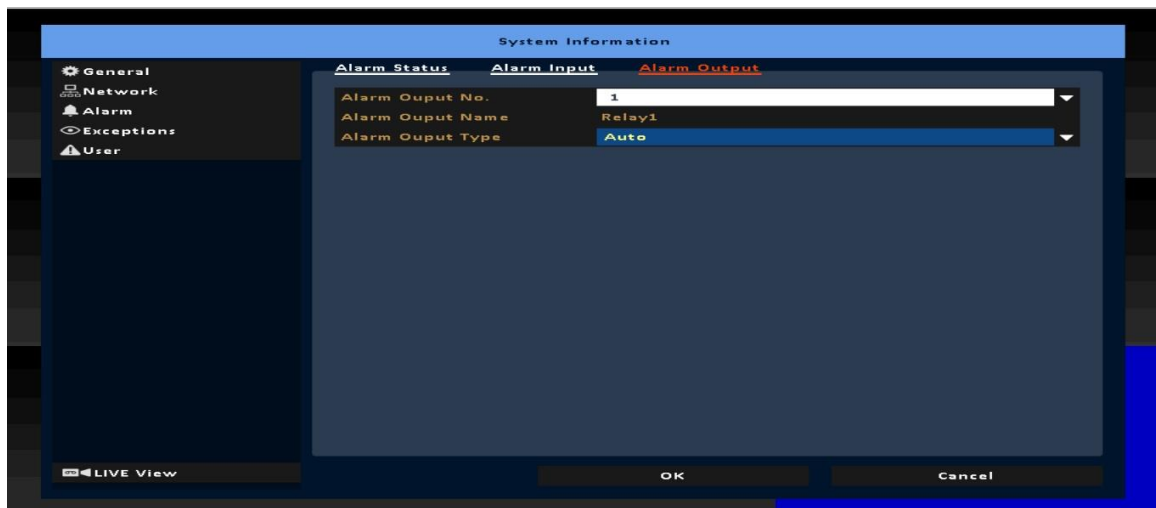 System Information
General
Network
Alarm
Exceptions
User
LIVE View
Alarm Status Alarm Input Alarm Output
Alarm Ouput No. 1
Alarm Ouput Name Relay1
Alarm Ouput Type Auto
OK Cancel